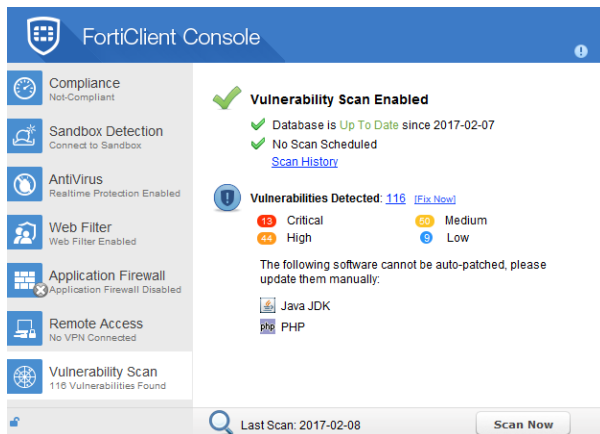 FortiClient Console
Compliance
Not-Compliant
Sandbox Detection
Connect to Sandbox
AntiVirus
Realtime Protection Enabled
Web Filter
Web Filter Enabled
Application Firewall
Application Firewall Disabled
Remote Access
No VPN Connected
Vulnerability Scan
116 Vulnerabilities Found
Vulnerability Scan Enabled
Database is Up To Date since 2017-02-07
No Scan Scheduled
Scan History
Vulnerabilities Detected: 116 [Fix Now]
13 Critical 50 Medium
44 High 9 Low
The following software cannot be auto-patched, please
update them manually:
Java JDK
php PHP
Last Scan: 2017-02-08 Scan Now